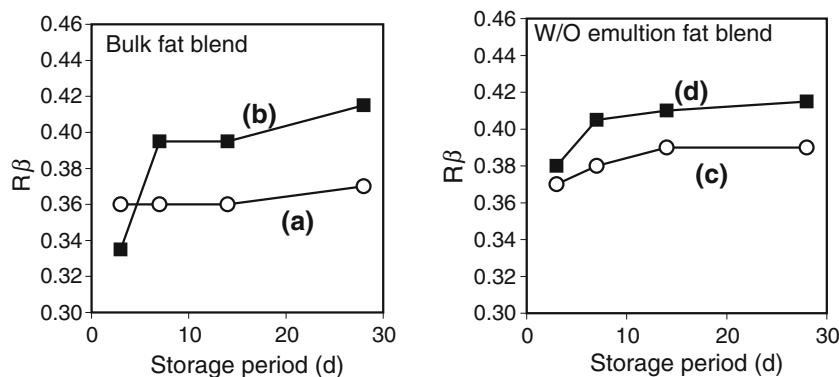 Bulk fat blend
Rβ
0.46
0.44
0.42
0.40
0.38
0.36
0.34
0.32
0.30
(b)
(a)
0 10 20 30
Storage period (d)
W/O emultion fat blend
Rβ
0.46
0.44
0.42
0.40
0.38
0.36
0.34
0.32
0.30
(d)
(c)
0 10 20 30
Storage period (d)